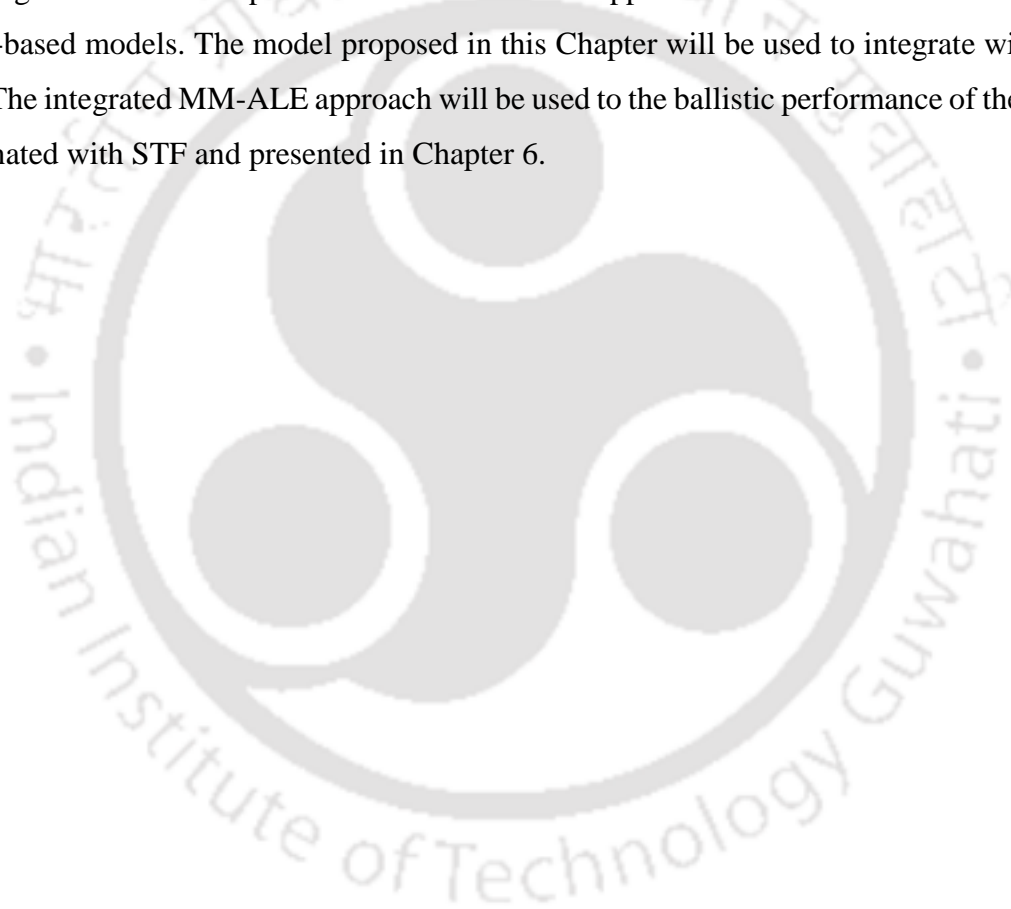 -based models. The model proposed in this Chapter will be used to integrate wi
The integrated MM-ALE approach will be used to the ballistic performance of the
nated with STF and presented in Chapter 6.
गुवाहाटी
• Indian Institute of Technology Guwahati •